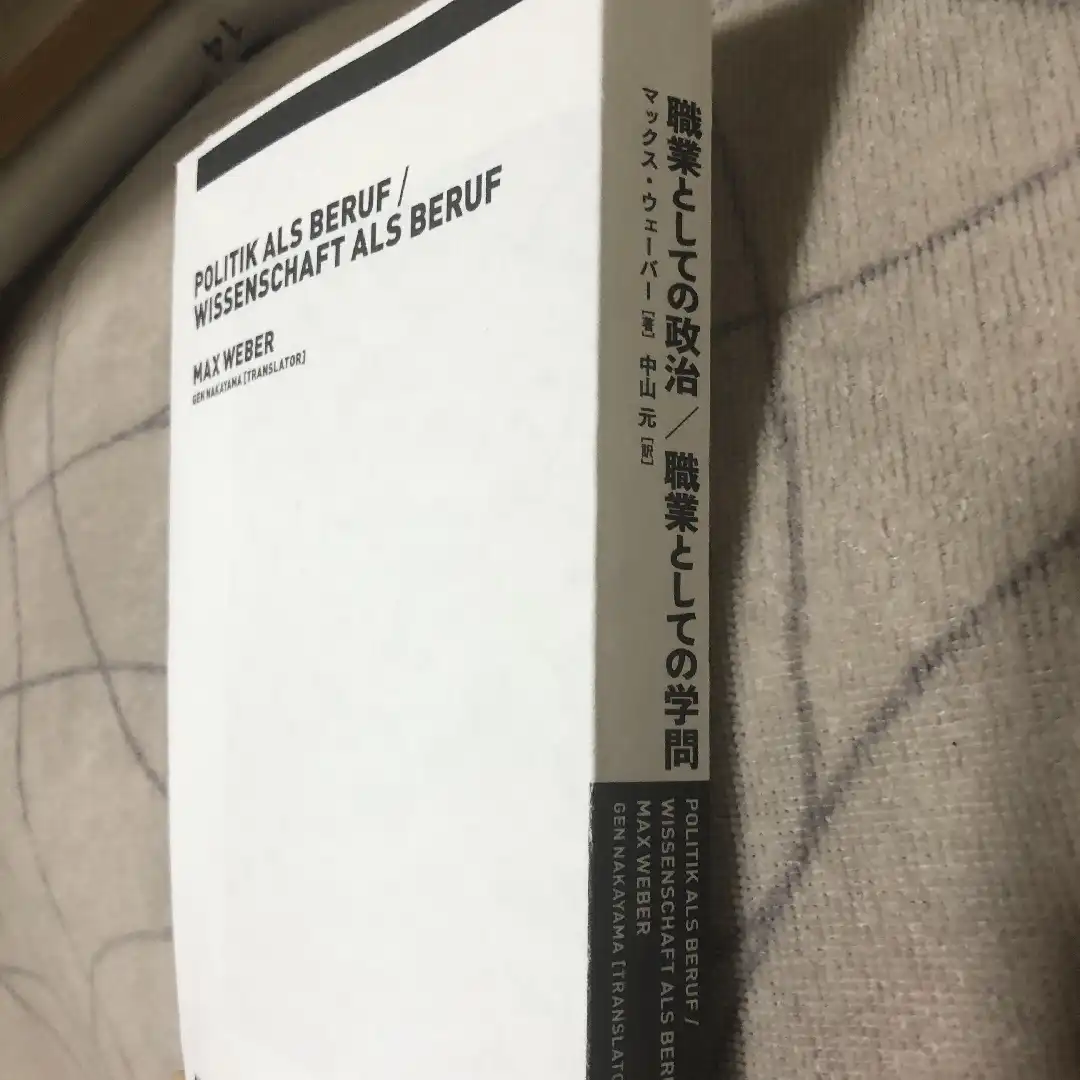 POLITIK ALS BERUF /
WISSENSCHAFT ALS BERUF
MAX WEBER
GEN NAKAYAMA [TRANSLATOR]
職業としての政治／職業としての学問
マックス・ウェーバー［著］ 中山 元［訳］
POLITIK ALS BERUF /
WISSENSCHAFT ALS BER
MAX WEBER
GEN NAKAYAMA [TRANSLATO
14